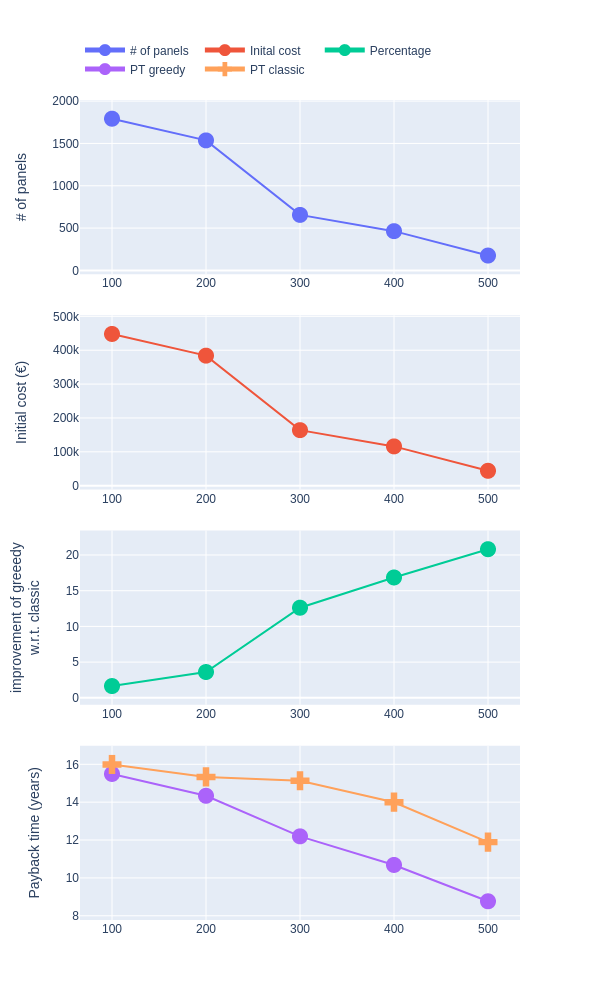 # of panels
Inital cost
Percentage
PT greedy
PT classic
2000
1500
1000
500
0
# of panels
100 200 300 400 500
500k
400k
300k
200k
100k
0
Initial cost (€)
100 200 300 400 500
20
15
10
5
0
improvement of greeedy
w.r.t. classic
100 200 300 400 500
16
14
12
10
8
Payback time (years)
100 200 300 400 500